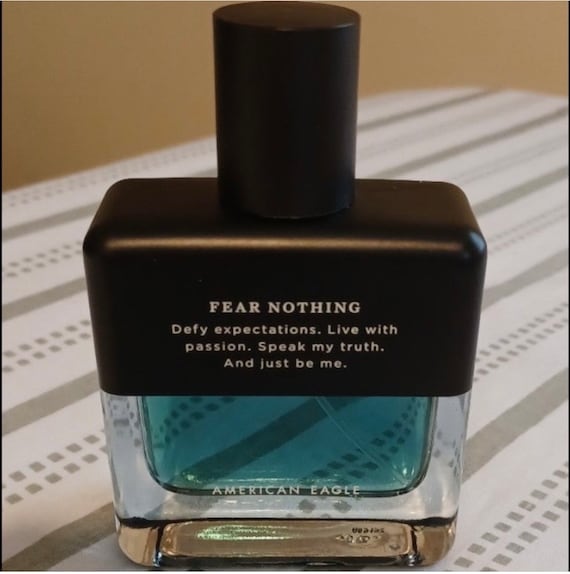 FEAR NOTHING
Defy expectations. Live with
passion. Speak my truth.
And just be me.
AMERICAN EAGLE